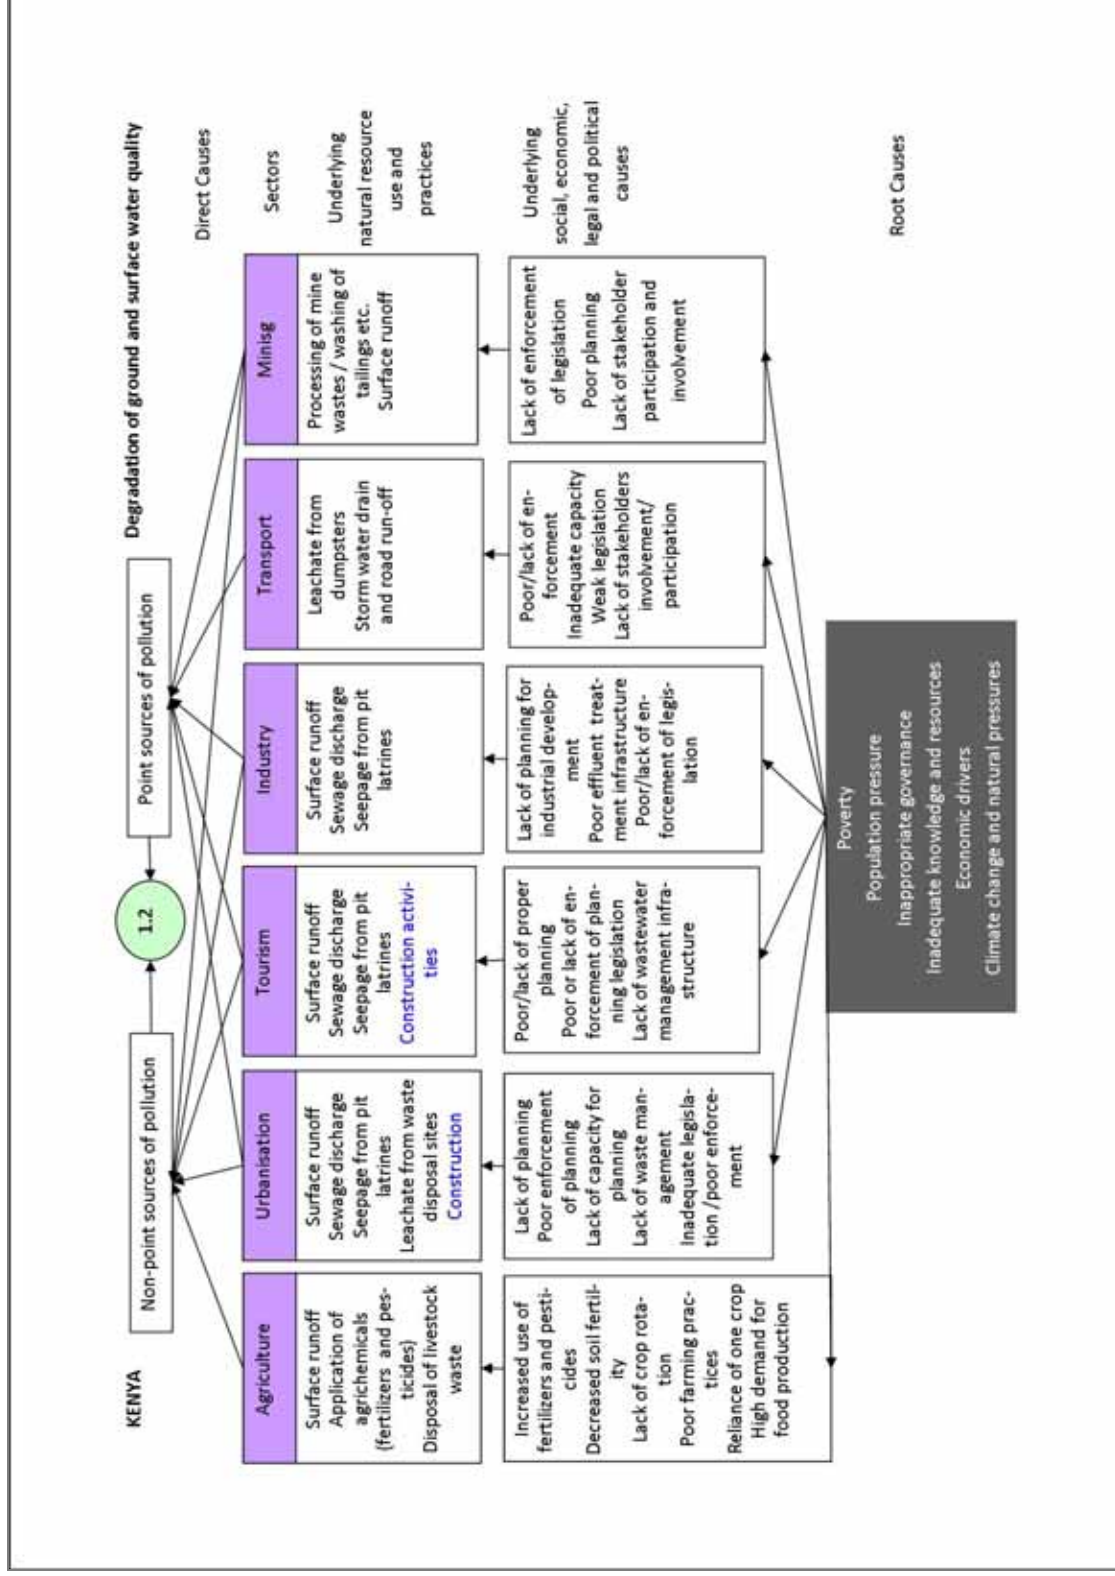 KENYA
Degradation of ground and surface water quality
Non-point sources of pollution
1.2
Point sources of pollution
Direct Causes
Agriculture
Urbanisation
Tourism
Industry
Transport
Minisg
Sectors
Surface runoff
Application of
agrichemicals
(fertilizers and pes-
ticides)
Disposal of livestock
waste
Surface runoff
Sewage discharge
Seepage from pit
latrines
Leachate from waste
disposal sites
Construction
Surface runoff
Sewage discharge
Seepage from pit
latrines
Construction activi-
ties
Surface runoff
Sewage discharge
Seepage from pit
latrines
Leachate from
dumpsters
Storm water drain
and road run-off
Processing of mine
wastes / washing of
tailings etc.
Surface runoff
Underlying
natural resource
use and
practices
Increased use of
fertilizers and pesti-
cides
Decreased soil fertil-
ity
Lack of crop rota-
tion
Poor farming prac-
tices
Reliance of one crop
High demand for
food production
Lack of planning
Poor enforcement
of planning
Lack of capacity for
planning
Lack of waste man-
agement
Inadequate legisla-
tion /poor enforce-
ment
Poor/lack of proper
planning
Poor or lack of en-
forcement of plan-
ning legislation
Lack of wastewater
management infra-
structure
Lack of planning for
industrial develop-
ment
Poor effluent treat-
ment infrastructure
Poor/lack of en-
forcement of legis-
lation
Poor/lack of en-
forcement
Inadequate capacity
Weak legislation
Lack of stakeholders
involvement/
participation
Lack of enforcement
of legislation
Poor planning
Lack of stakeholder
participation and
involvement
Underlying
social, economic,
legal and political
causes
Poverty
Population pressure
Inappropriate governance
Inadequate knowledge and resources
Economic drivers
Climate change and natural pressures
Root Causes